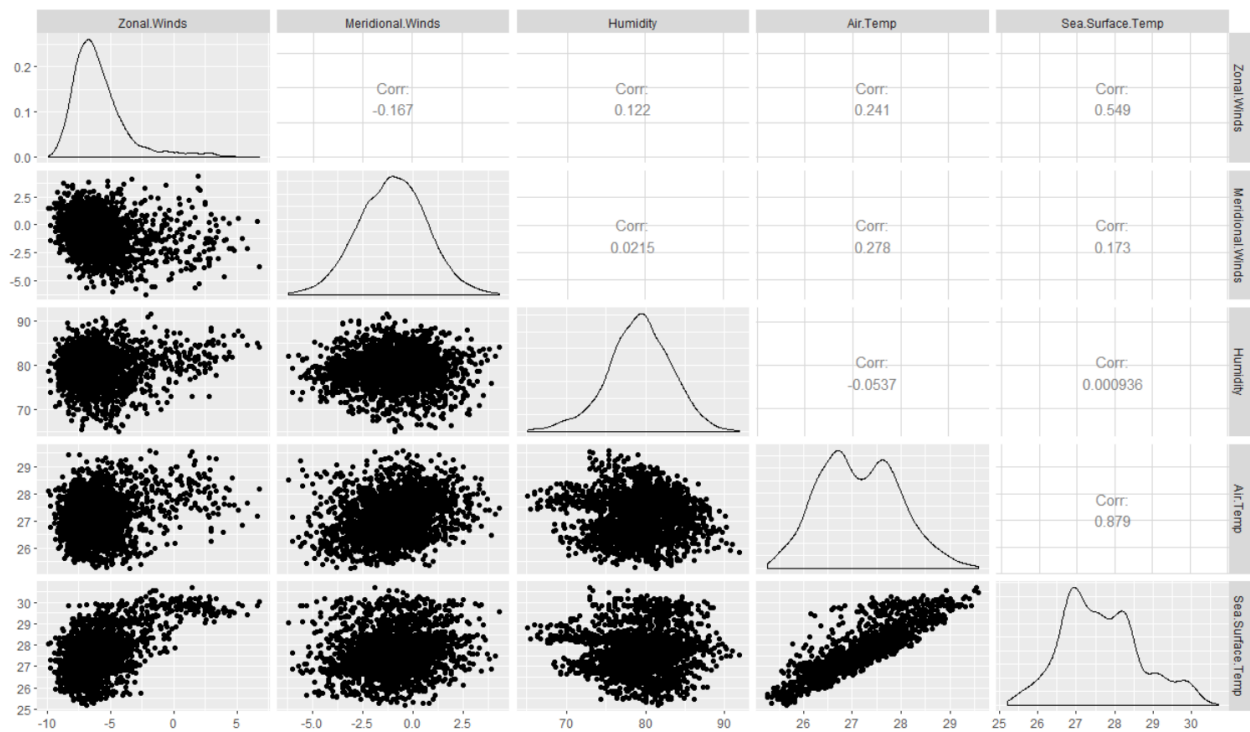 Zonal.Winds Meridional.Winds Humidity Air.Temp Sea.Surface.Temp
0.2
0.1
0.0
Corr:
-0.167
Corr:
0.122
Corr:
0.241
Corr:
0.549
Zonal.Winds
2.5
0.0
-2.5
-5.0
Corr:
0.0215
Corr:
0.278
Corr:
0.173
Meridional.Winds
90
80
70
Corr:
-0.0537
Corr:
0.000936
Humidity
29
28
27
26
Corr:
0.879
Air.Temp
30
29
28
27
26
25
Sea.Surface.Temp
-10 -5 0 5 -5.0 -2.5 0.0 2.5 70 80 90 26 27 28 29 25 26 27 28 29 30